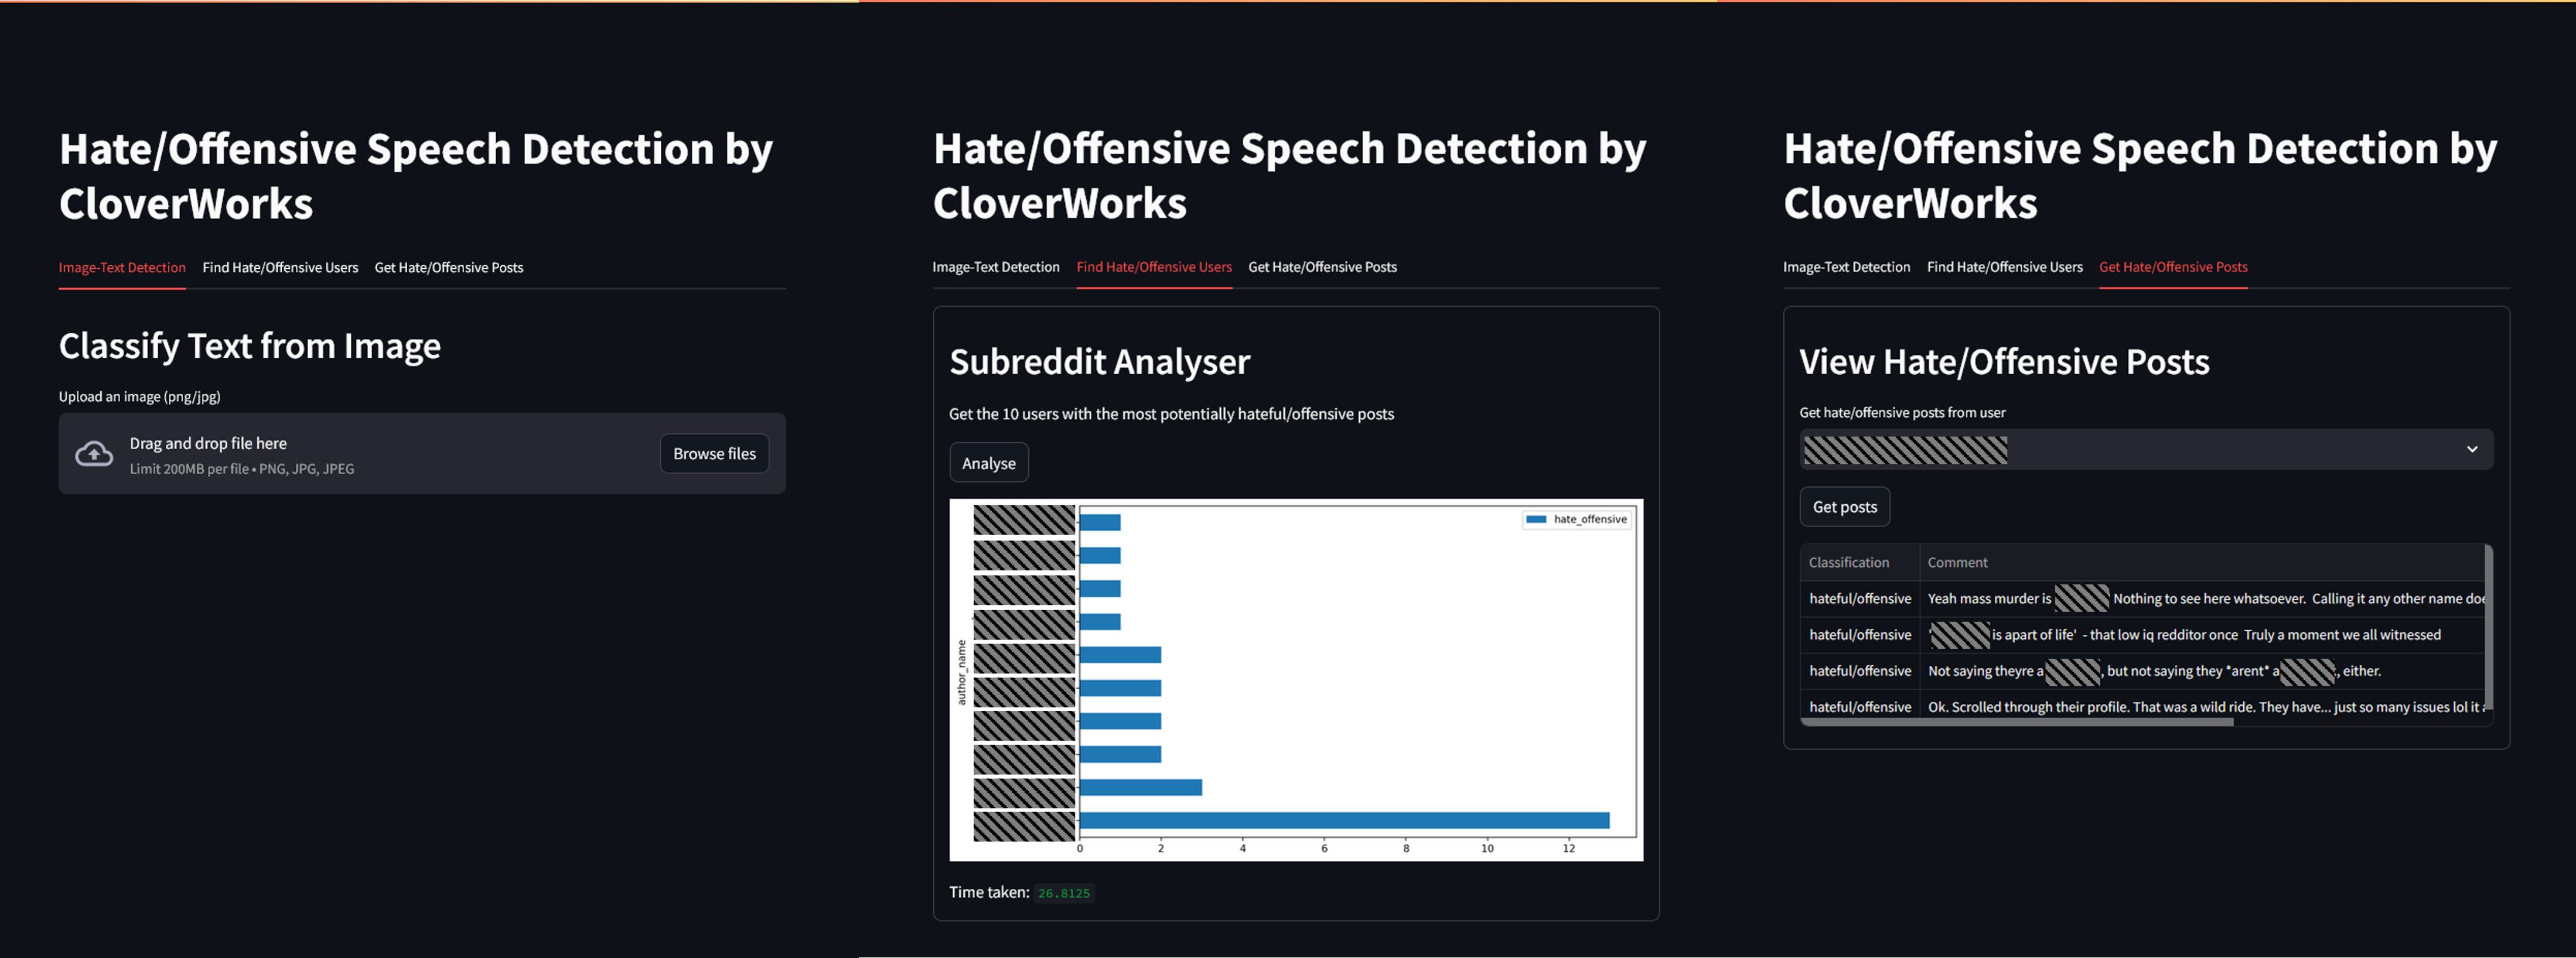 Hate/Offensive Speech Detection by
CloverWorks
Image-Text Detection Find Hate/Offensive Users Get Hate/Offensive Posts
Classify Text from Image
Upload an image (png/jpg)
Drag and drop file here
Limit 200MB per file • PNG, JPG, JPEG
Browse files
Hate/Offensive Speech Detection by
CloverWorks
Image-Text Detection Find Hate/Offensive Users Get Hate/Offensive Posts
Subreddit Analyser
Get the 10 users with the most potentially hateful/offensive posts
Analyse
hate_offensive
author_name
0 2 4 6 8 10 12
Time taken: 26.8125
Hate/Offensive Speech Detection by
CloverWorks
Image-Text Detection Find Hate/Offensive Users Get Hate/Offensive Posts
View Hate/Offensive Posts
Get hate/offensive posts from user
Get posts
Classification Comment
hateful/offensive Yeah mass murder is Nothing to see here whatsoever. Calling it any other name doe
hateful/offensive ' is apart of life' - that low iq redditor once Truly a moment we all witnessed
hateful/offensive Not saying theyre a , but not saying they *arent* a , either.
hateful/offensive Ok. Scrolled through their profile. That was a wild ride. They have... just so many issues lol it